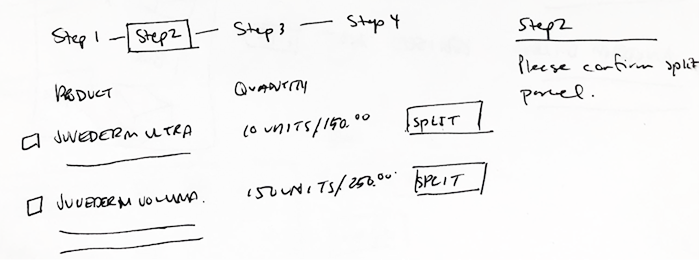 Step 1 — Step2 — Step 3 — Step 4
Step2
Please confirm split
parcel.
PRODUCT QUANTITY
JUVEDERM ULTRA 10 UNITS/150.00 SPLIT
JUVEDERM VOLUMA. 150 UNITS/250.00 SPLIT